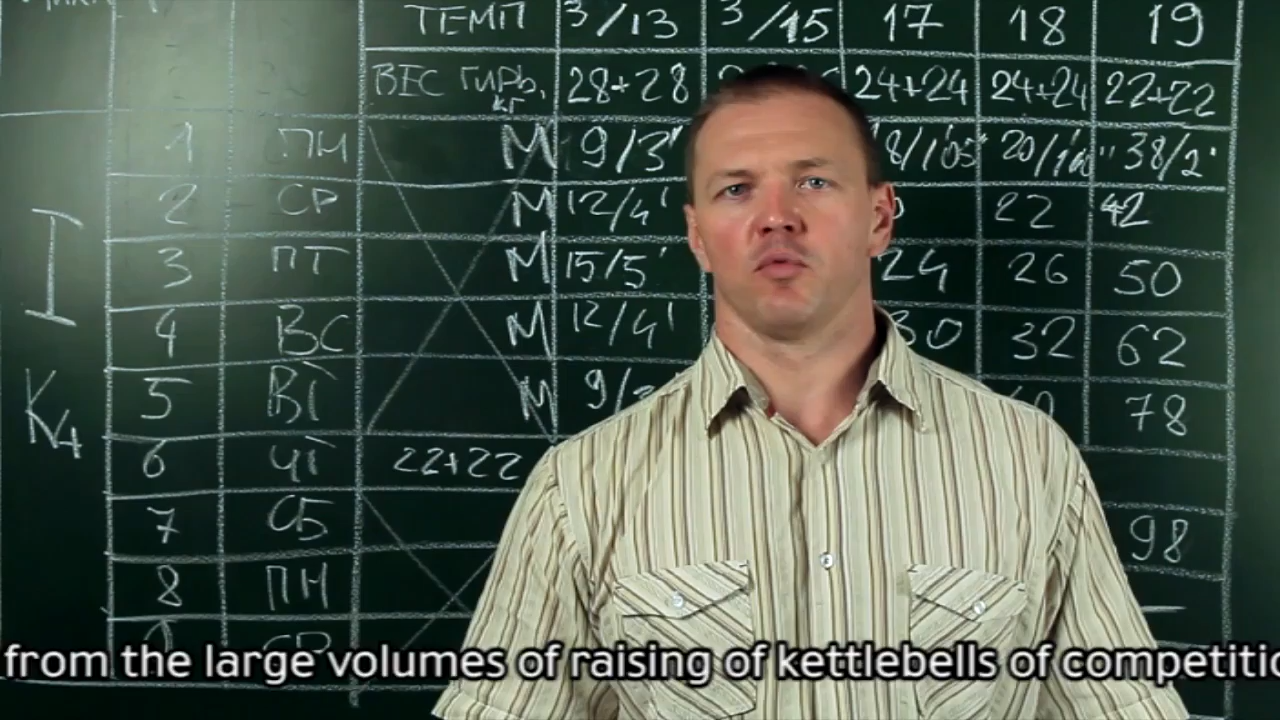 ТЕМП 3/13 3/15 17 18 19
ВЕС ГИРЬ, КГ 28+28 24+24 24+24 22+22
1 ПН М 9/3' 20/ 38/2'
2 СР М 12/4' 22 42
I 3 ПТ М 15/5' 24 26 50
4 ВС М 12/4' 30 32 62
К4 5 ВТ М 9/ 78
6 ЧТ 22+22
7 СБ 98
8 ПН —
СР
from the large volumes of raising of kettlebells of competitic